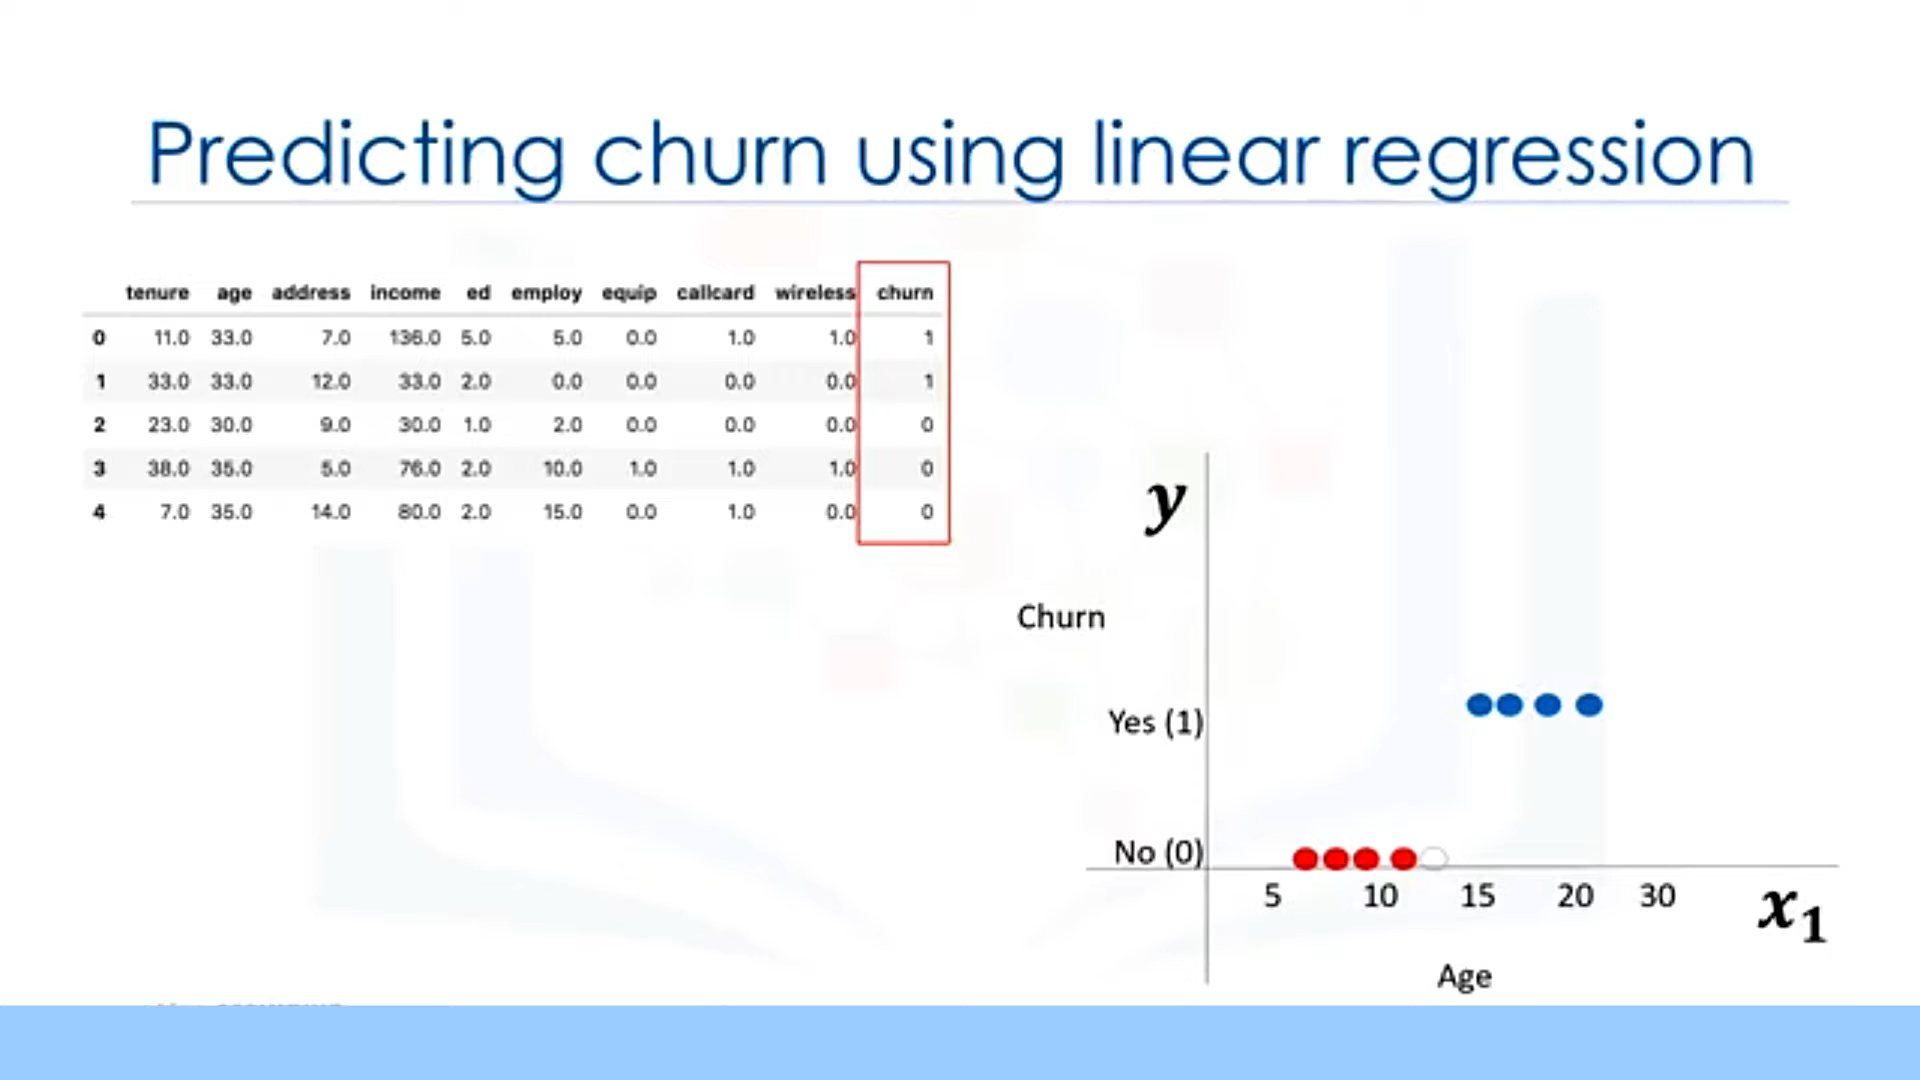 Predicting churn using linear regression
tenure age address income ed employ equip callcard wireless churn
0 11.0 33.0 7.0 136.0 5.0 5.0 0.0 1.0 1.0 1
1 33.0 33.0 12.0 33.0 2.0 0.0 0.0 0.0 0.0 1
2 23.0 30.0 9.0 30.0 1.0 2.0 0.0 0.0 0.0 0
3 38.0 35.0 5.0 76.0 2.0 10.0 1.0 1.0 1.0 0
4 7.0 35.0 14.0 80.0 2.0 15.0 0.0 1.0 0.0 0
y
Churn
Yes (1)
No (0)
5 10 15 20 30
x₁
Age